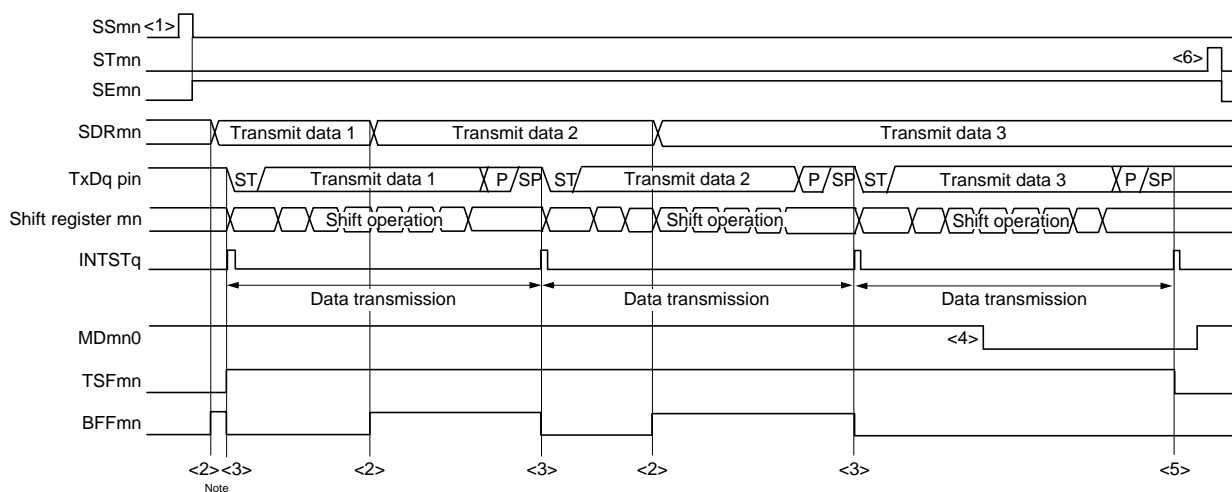 SSmn <1>
STmn <6>
SEmn
SDRmn Transmit data 1 Transmit data 2 Transmit data 3
TxDq pin ST Transmit data 1 P SP ST Transmit data 2 P SP ST Transmit data 3 P SP
Shift register mn Shift operation Shift operation Shift operation
INTSTq
Data transmission Data transmission Data transmission
MDmn0 <4>
TSFmn
BFFmn
<2> <3> <2> <3> <2> <3> <5>
Note